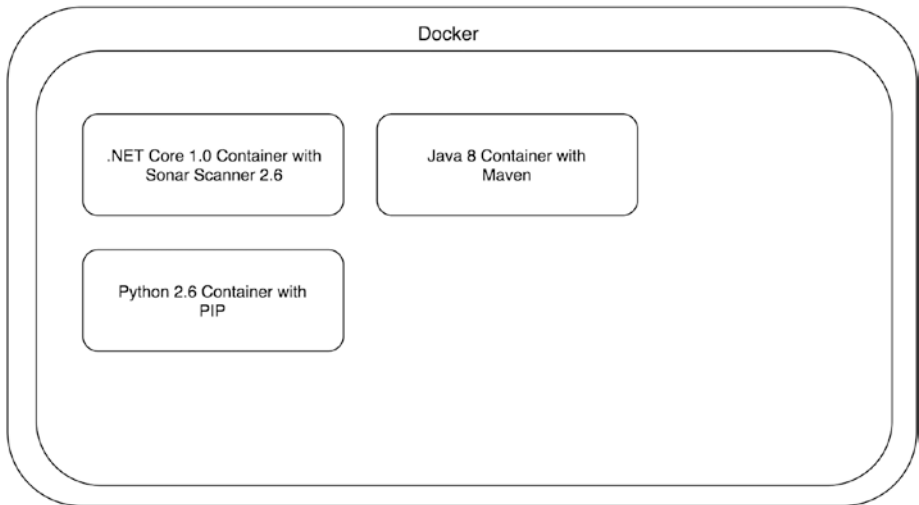 Docker
.NET Core 1.0 Container with
Sonar Scanner 2.6
Java 8 Container with
Maven
Python 2.6 Container with
PIP